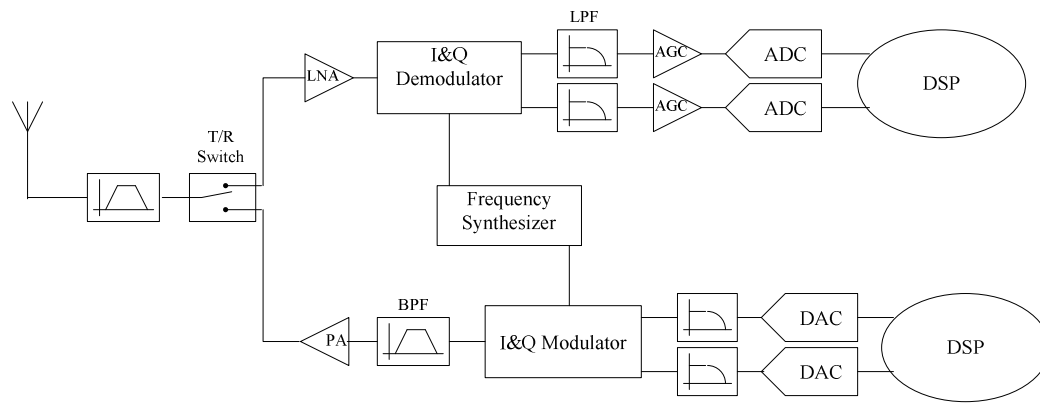 LPF
I&Q
Demodulator
LNA
AGC
ADC
DSP
AGC
ADC
T/R
Switch
Frequency
Synthesizer
BPF
PA
I&Q Modulator
DAC
DSP
DAC